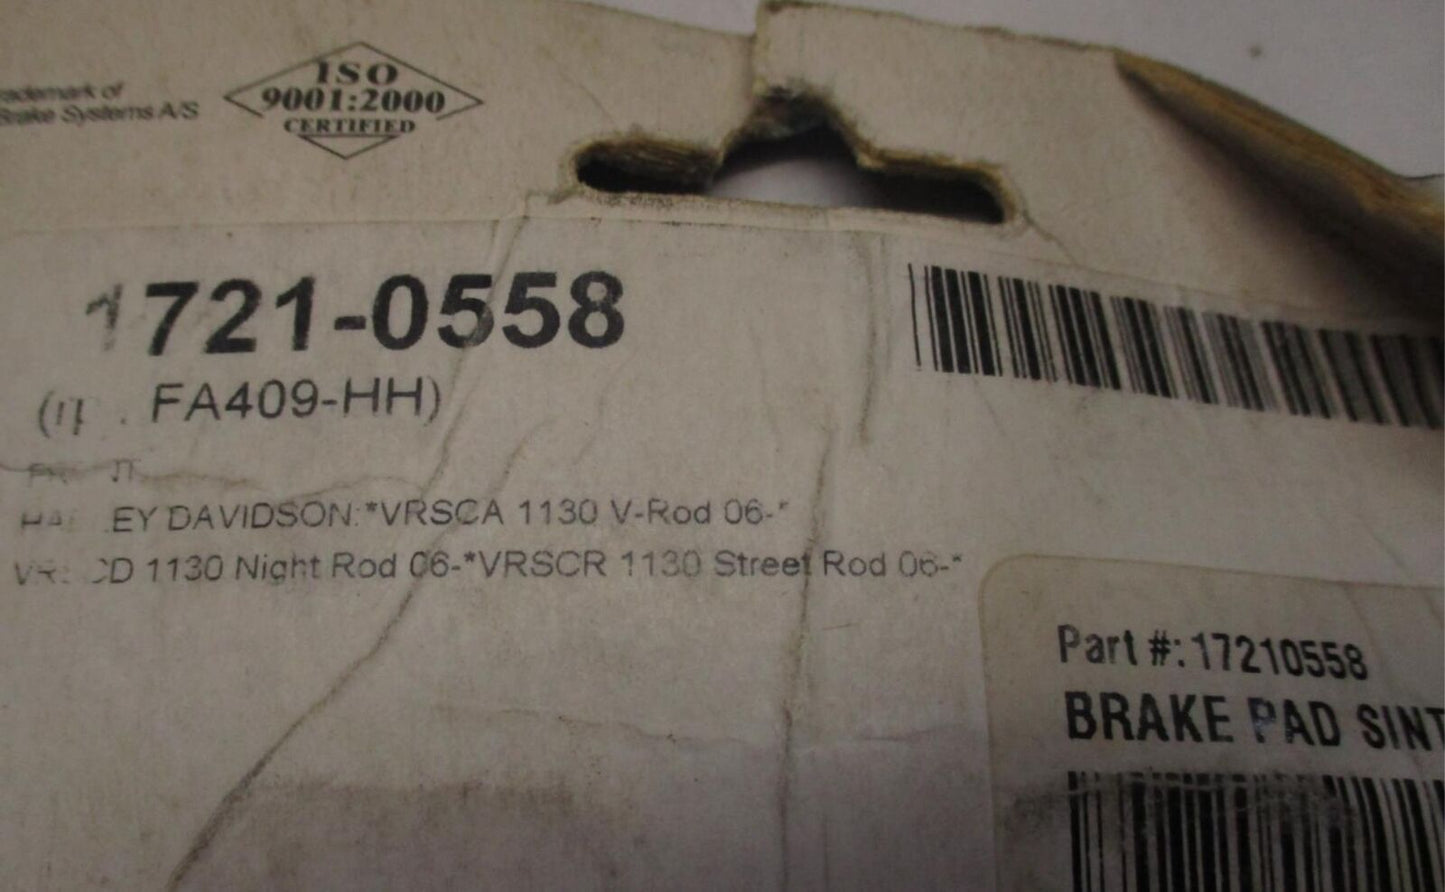 ademark of
Brake Systems A/S
ISO
9001:2000
CERTIFIED
1721-0558
FA409-HH)
EY DAVIDSON:*VRSCA 1130 V-Rod 06-*
CD 1130 Night Rod 06-*VRSCR 1130 Street Rod 06-*
Part #: 17210558
BRAKE PAD SINT